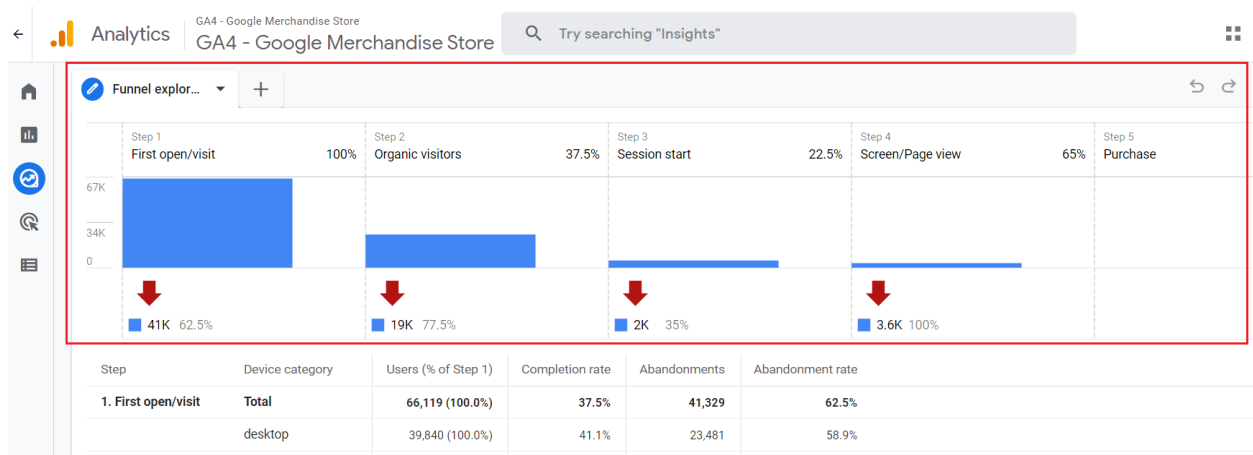 GA4 - Google Merchandise Store
Analytics
GA4 - Google Merchandise Store
Try searching "Insights"
Funnel explor...
Step 1
First open/visit 100%
Step 2
Organic visitors 37.5%
Step 3
Session start 22.5%
Step 4
Screen/Page view 65%
Step 5
Purchase
67K
34K
0
41K 62.5%
19K 77.5%
2K 35%
3.6K 100%
Step Device category Users (% of Step 1) Completion rate Abandonments Abandonment rate
1. First open/visit Total 66,119 (100.0%) 37.5% 41,329 62.5%
desktop 39,840 (100.0%) 41.1% 23,481 58.9%